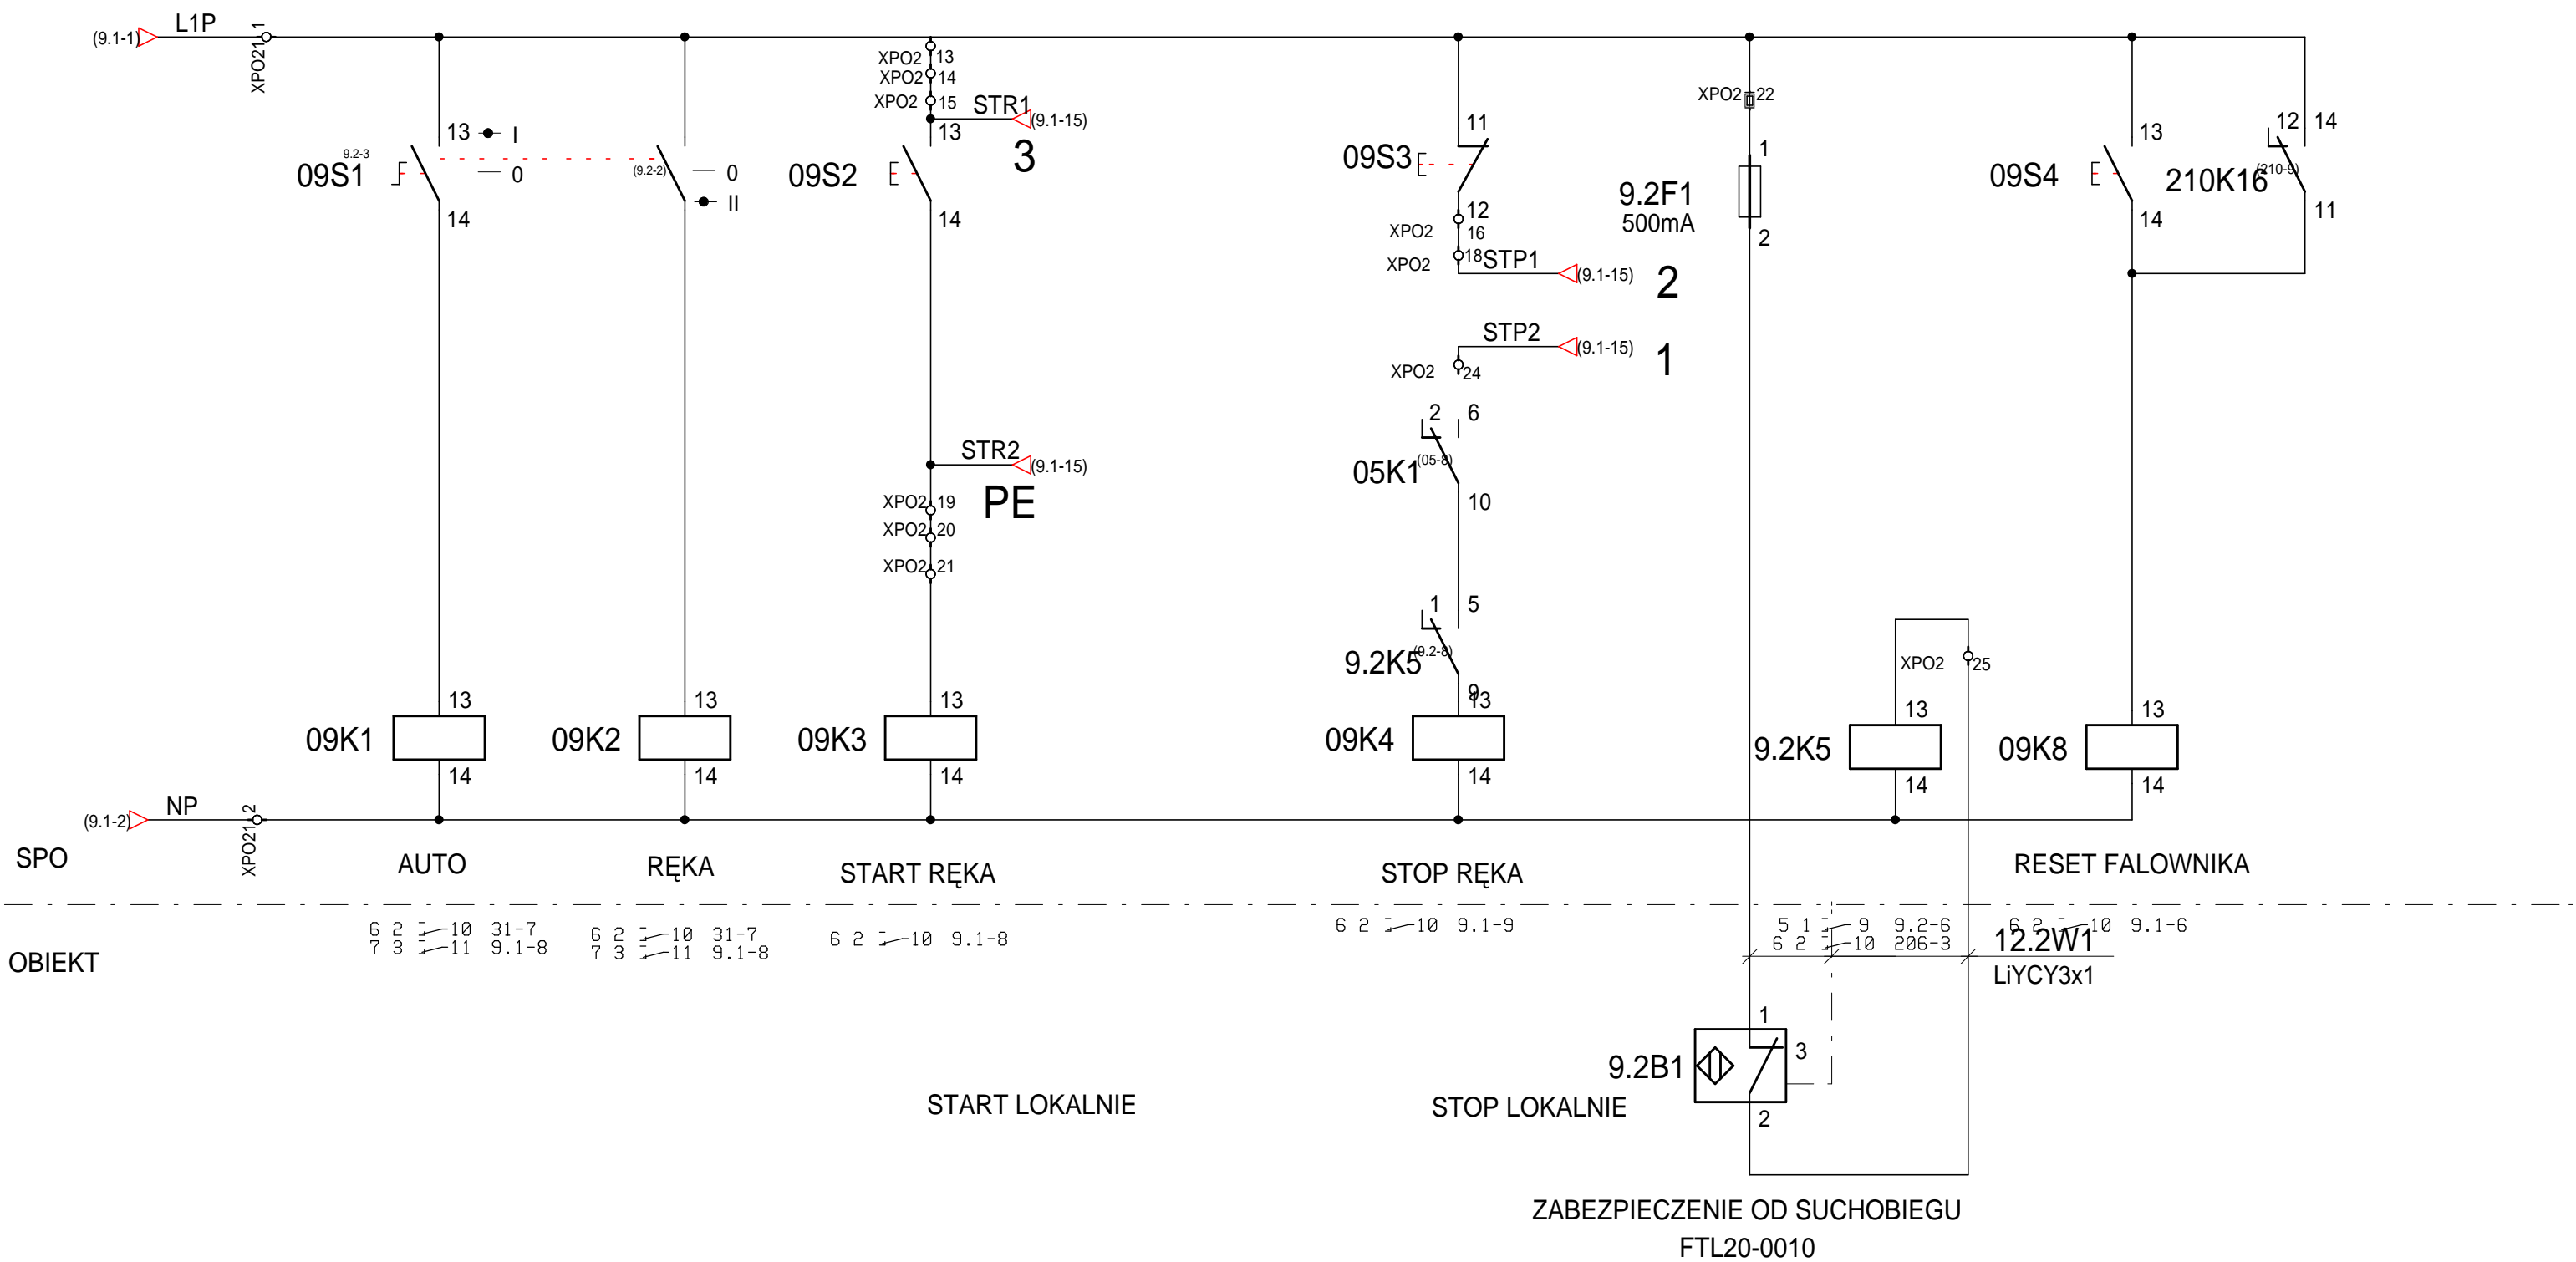 (9.1-1) L1P XPO21 1
XPO2 13
XPO2 14
XPO2 15
STR1 (9.1-15)
3
XPO2 22
09S1 9.2-3 13 14 I 0
(9.2-2) 0 II
09S2 13 14
09S3 11 12
XPO2 16
XPO2 18
STP1 (9.1-15) 2
9.2F1 1 2
500mA
09S4 13 14
210K16 (210-9) 12 14 11
STP2 (9.1-15) 1
XPO2 24
05K1 (05-8) 2 6 10
STR2 (9.1-15)
PE
XPO2 19
XPO2 20
XPO2 21
9.2K5 (9.2-8) 1 5 9
XPO2 25
09K1 13 14
09K2 13 14
09K3 13 14
09K4 13 14
9.2K5 13 14
09K8 13 14
(9.1-2) NP XPO21 2
SPO
AUTO
RĘKA
START RĘKA
STOP RĘKA
RESET FALOWNIKA
OBIEKT
6 2 10 31-7
7 3 11 9.1-8
6 2 10 31-7
7 3 11 9.1-8
6 2 10 9.1-8
6 2 10 9.1-9
5 1 9 9.2-6
6 2 10 206-3
6 2 10 9.1-6
12.2W1
LiYCY3x1
9.2B1 1 3 2
START LOKALNIE
STOP LOKALNIE
ZABEZPIECZENIE OD SUCHOBIEGU
FTL20-0010